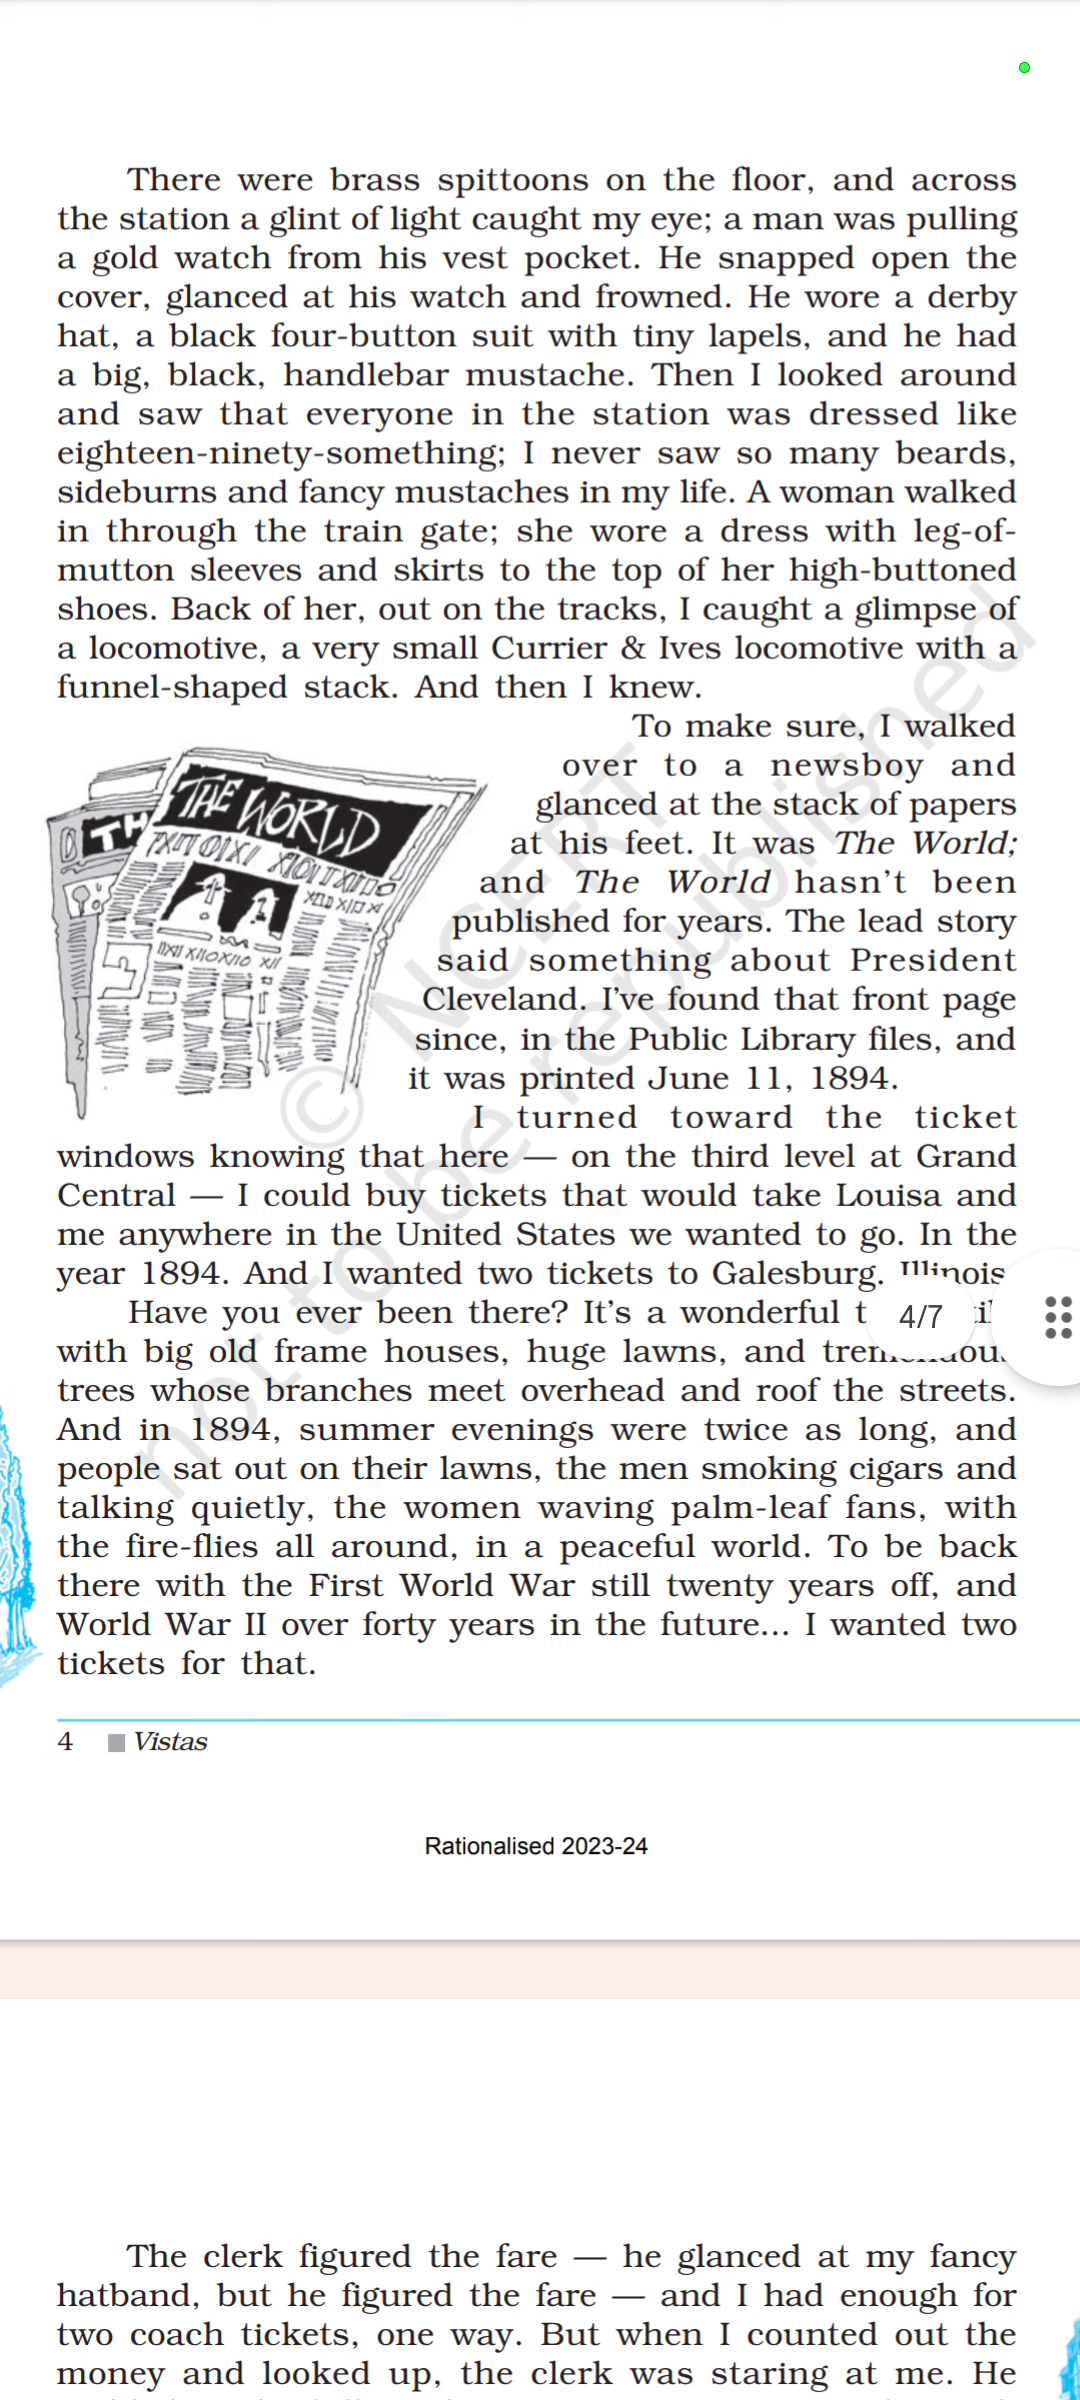 There were brass spittoons on the floor, and across
the station a glint of light caught my eye; a man was pulling
a gold watch from his vest pocket. He snapped open the
cover, glanced at his watch and frowned. He wore a derby
hat, a black four-button suit with tiny lapels, and he had
a big, black, handlebar mustache. Then I looked around
and saw that everyone in the station was dressed like
eighteen-ninety-something; I never saw so many beards,
sideburns and fancy mustaches in my life. A woman walked
in through the train gate; she wore a dress with leg-of-
mutton sleeves and skirts to the top of her high-buttoned
shoes. Back of her, out on the tracks, I caught a glimpse of
a locomotive, a very small Currier & Ives locomotive with a
funnel-shaped stack. And then I knew.
To make sure, I walked
over to a newsboy and
glanced at the stack of papers
at his feet. It was The World;
and The World hasn't been
published for years. The lead story
said something about President
Cleveland. I've found that front page
since, in the Public Library files, and
it was printed June 11, 1894.
TH
THE WORLD
I turned toward the ticket
windows knowing that here — on the third level at Grand
Central — I could buy tickets that would take Louisa and
me anywhere in the United States we wanted to go. In the
year 1894. And I wanted two tickets to Galesburg, Illinois
Have you ever been there? It's a wonderful
4/7
with big old frame houses, huge lawns, and
trees whose branches meet overhead and roof the streets.
And in 1894, summer evenings were twice as long, and
people sat out on their lawns, the men smoking cigars and
talking quietly, the women waving palm-leaf fans, with
the fire-flies all around, in a peaceful world. To be back
there with the First World War still twenty years off, and
World War II over forty years in the future... I wanted two
tickets for that.
© NCERT
not to be republished
4 Vistas
Rationalised 2023-24
The clerk figured the fare — he glanced at my fancy
hatband, but he figured the fare — and I had enough for
two coach tickets, one way. But when I counted out the
money and looked up, the clerk was staring at me. He